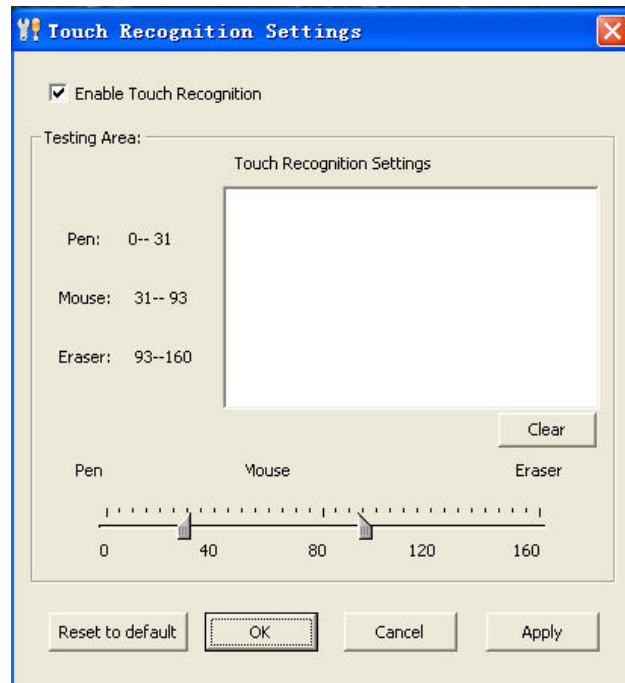 Touch Recognition Settings
Enable Touch Recognition
Testing Area:
Touch Recognition Settings
Pen: 0-- 31
Mouse: 31-- 93
Eraser: 93--160
Clear
Pen Mouse Eraser
0 40 80 120 160
Reset to default OK Cancel Apply